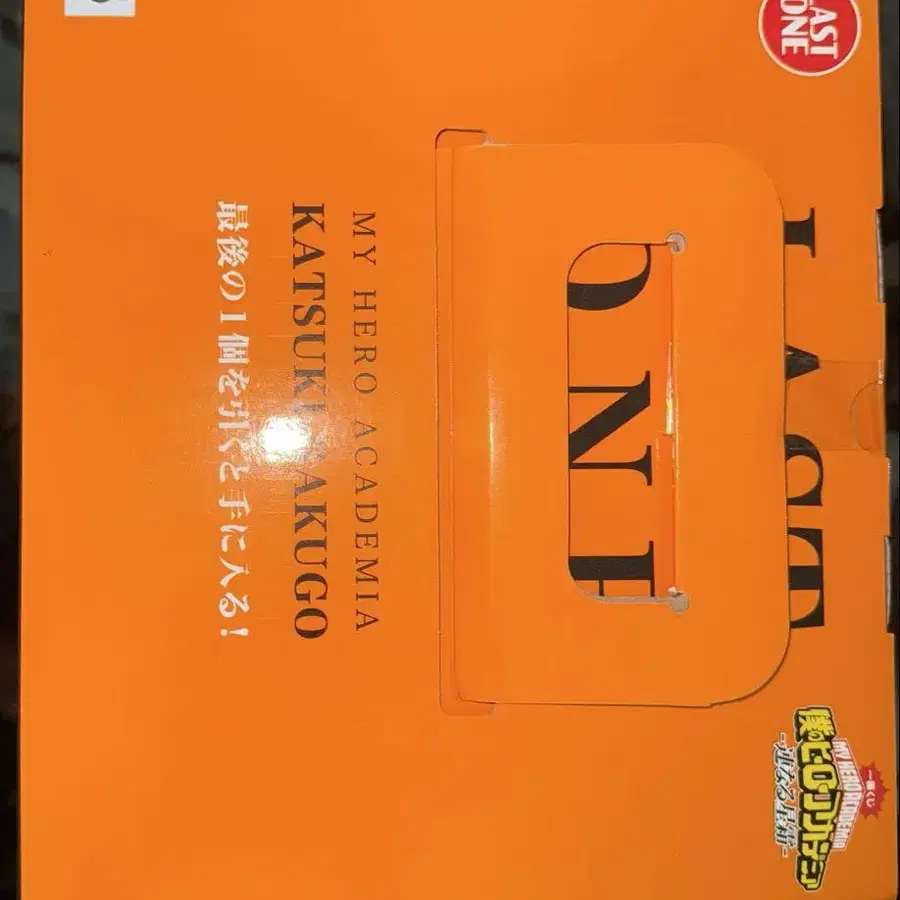 LAST
ONE
一番くじ
MY HERO ACADEMIA
僕のヒーローアカデミア
LAST
ONE
MY HERO ACADEMIA
KATSUKI BAKUGO
最後の1個を引くと手に入る!